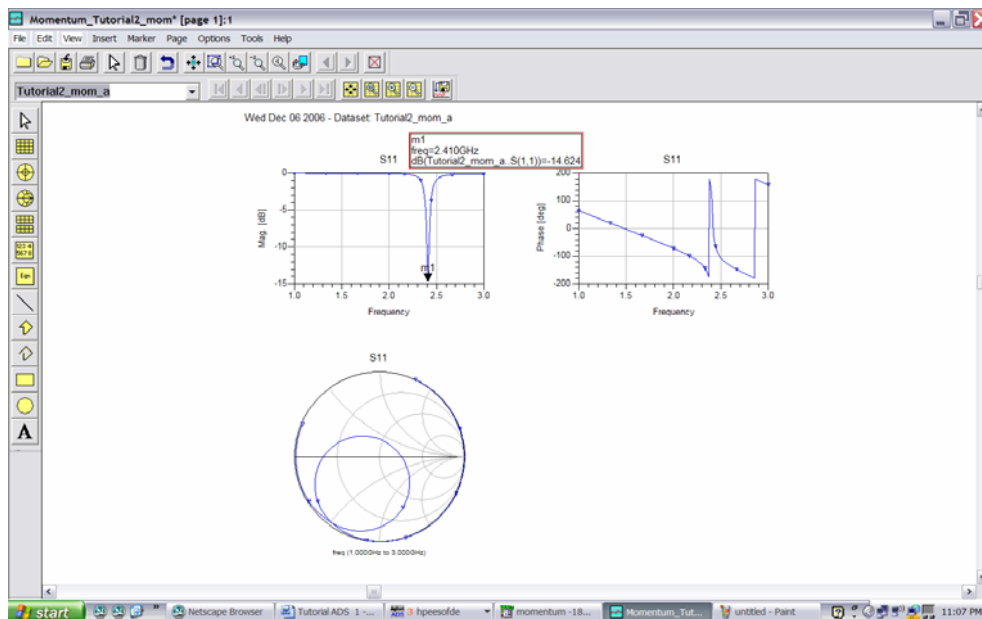 Momentum_Tutorial2_mom* [page 1]:1
File Edit View Insert Marker Page Options Tools Help
Tutorial2_mom_a
Wed Dec 06 2006 - Dataset: Tutorial2_mom_a
m1
freq=2.410GHz
dB(Tutorial2_mom_a..S(1,1))=-14.624
S11
Mag. [dB]
0
-5
-10
-15
m1
1.0 1.5 2.0 2.5 3.0
Frequency
S11
Phase [deg]
200
100
0
-100
-200
1.0 1.5 2.0 2.5 3.0
Frequency
S11
freq (1.000GHz to 3.000GHz)
Eqn
A
start
Netscape Browser
Tutorial ADS 1 -...
3 hpeesofde
momentum -18...
Momentum_Tut...
untitled - Paint
11:07 PM